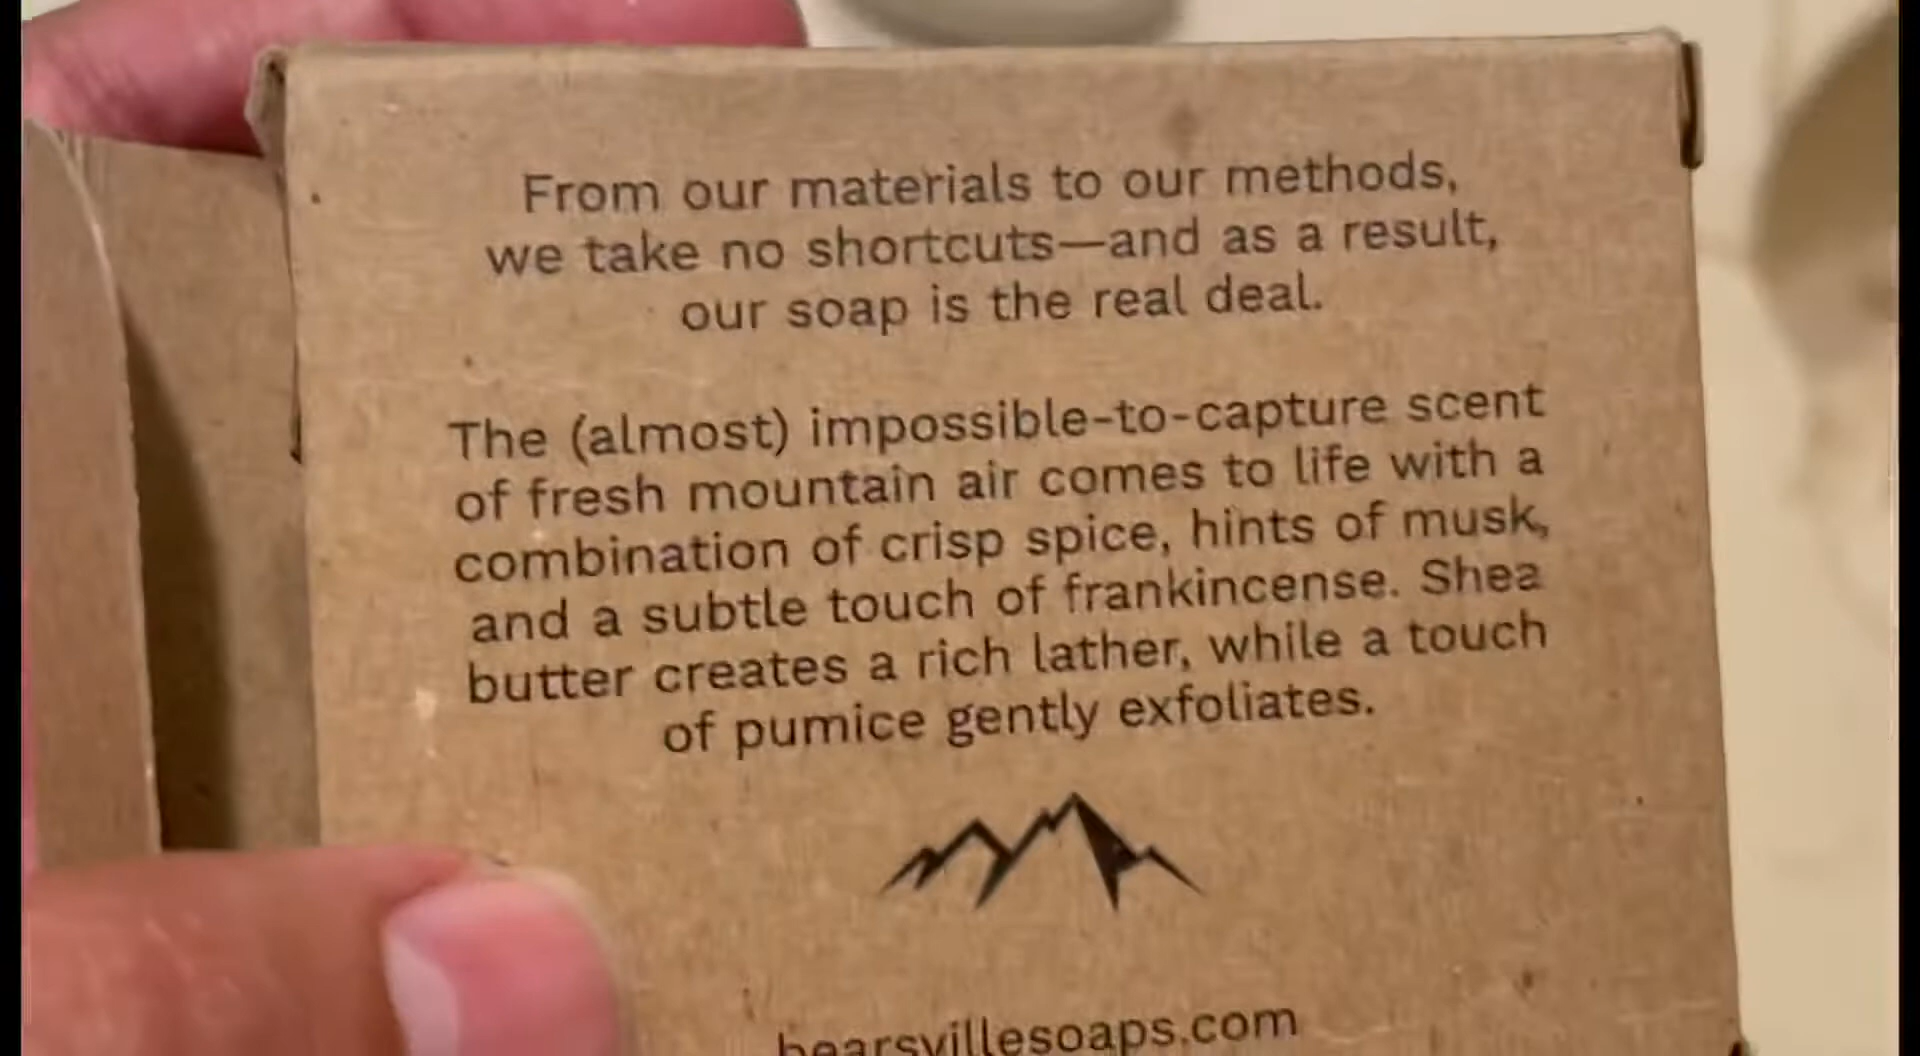 From our materials to our methods,
we take no shortcuts—and as a result,
our soap is the real deal.
The (almost) impossible-to-capture scent
of fresh mountain air comes to life with a
combination of crisp spice, hints of musk,
and a subtle touch of frankincense. Shea
butter creates a rich lather, while a touch
of pumice gently exfoliates.
bearsvillesoaps.com